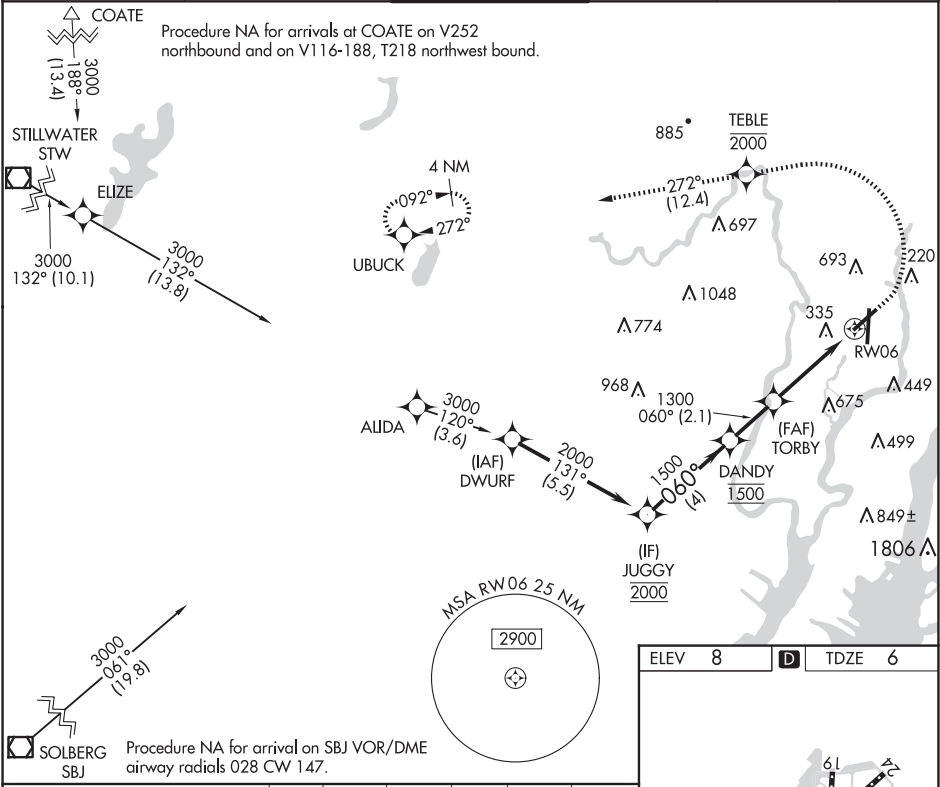 COATE
Procedure NA for arrivals at COATE on V252
northbound and on V116-188, T218 northwest bound.
3000
188°
(13.4)
STILLWATER
STW
ELIZE
3000
132° (10.1)
3000
132°
(13.8)
4 NM
092°
272°
UBUCK
885
TEBLE
2000
272°
(12.4)
697
693
220
1048
335
774
RW06
968
1300
060° (2.1)
449
675
(FAF)
TORBY
499
ALIDA
3000
120°
(3.6)
(IAF)
DWURF
2000
131°
(5.5)
1500
060°
(4)
DANDY
1500
849±
1806
(IF)
JUGGY
2000
MSA RW06 25 NM
2900
3000
061°
(19.8)
SOLBERG
SBJ
Procedure NA for arrival on SBJ VOR/DME
airway radials 028 CW 147.
ELEV 8 D TDZE 6
19
24